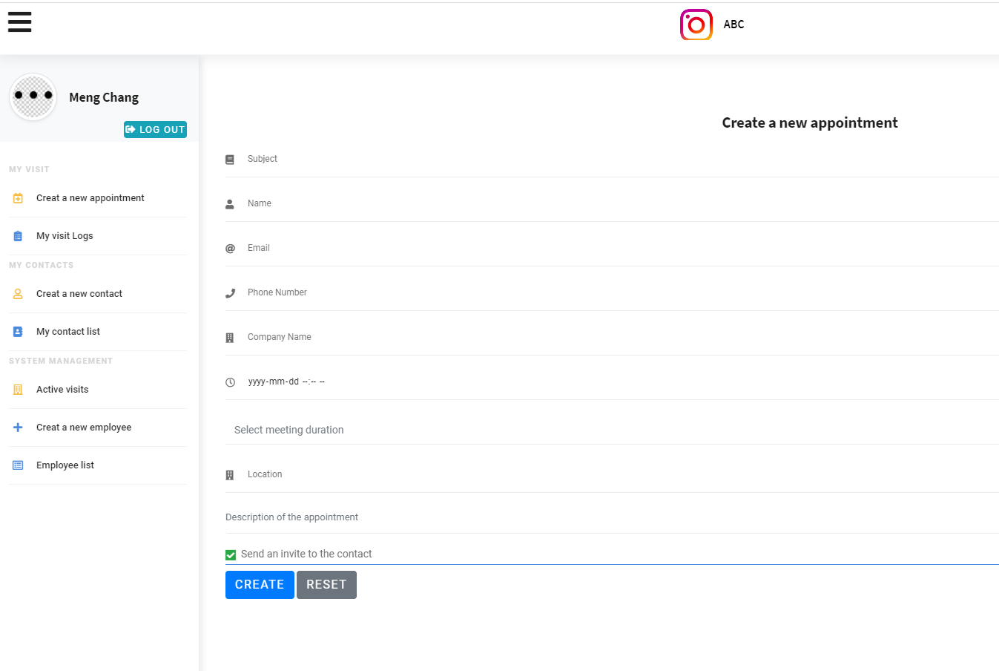 ABC
Meng Chang
LOG OUT
MY VISIT
Creat a new appointment
My visit Logs
MY CONTACTS
Creat a new contact
My contact list
SYSTEM MANAGEMENT
Active visits
Creat a new employee
Employee list
Create a new appointment
Subject
Name
Email
Phone Number
Company Name
yyyy-mm-dd --:-- --
Select meeting duration
Location
Description of the appointment
Send an invite to the contact
CREATE RESET